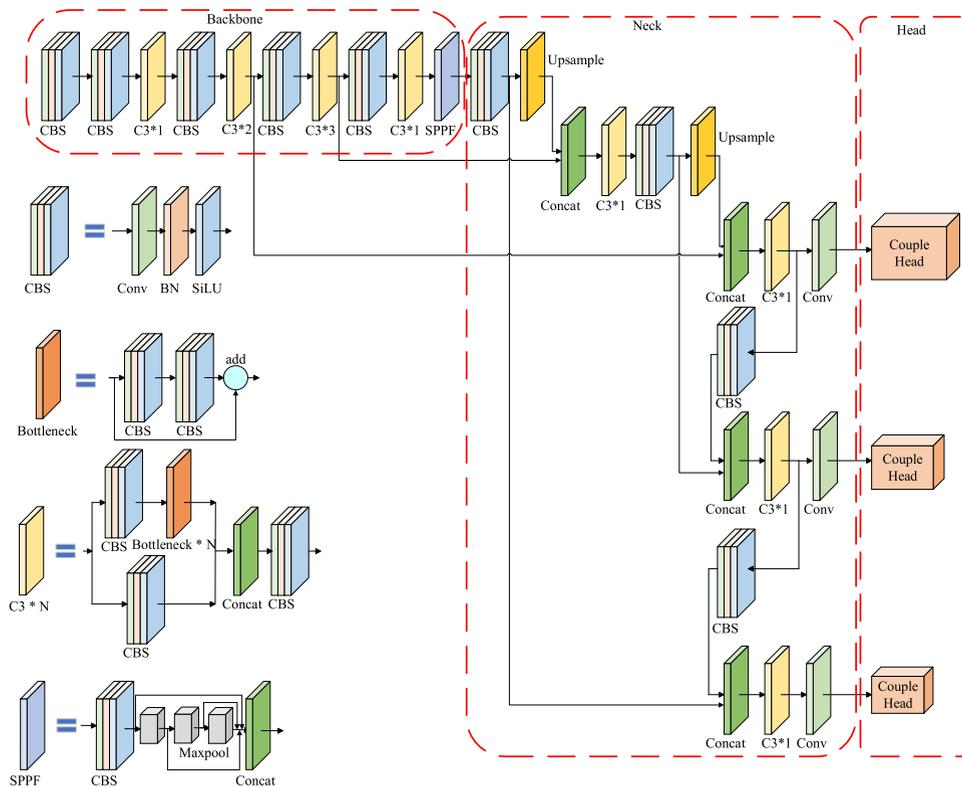 Backbone
Neck
Head
CBS
CBS
C3*1
CBS
C3*2
CBS
C3*3
CBS
C3*1
SPPF
CBS
Upsample
Concat
C3*1
CBS
Upsample
Concat
C3*1
Conv
Couple
Head
CBS
Conv
BN
SiLU
CBS
add
Bottleneck
CBS
CBS
CBS
Concat
C3*1
Conv
Couple
Head
C3 * N
CBS
Bottleneck * N
Concat
CBS
CBS
CBS
Concat
C3*1
Conv
Couple
Head
SPPF
CBS
Maxpool
Concat